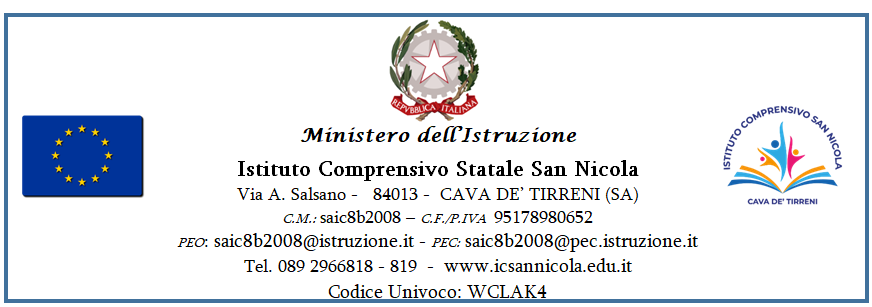 REPVBBLICA ITALIANA
Ministero dell'Istruzione
Istituto Comprensivo Statale San Nicola
Via A. Salsano - 84013 - CAVA DE' TIRRENI (SA)
C.M.: saic8b2008 – C.F./P.IVA 95178980652
PEO: saic8b2008@istruzione.it - PEC: saic8b2008@pec.istruzione.it
Tel. 089 2966818 - 819 - www.icsannicola.edu.it
Codice Univoco: WCLAK4
ISTITUTO COMPRENSIVO SAN NICOLA
CAVA DE' TIRRENI